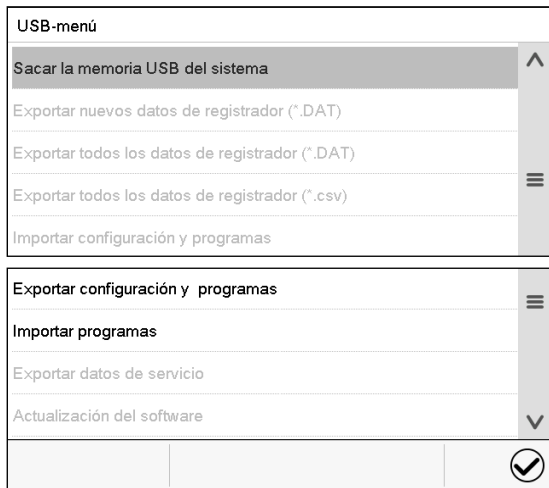 USB-menú
Sacar la memoria USB del sistema
Exportar nuevos datos de registrador (*.DAT)
Exportar todos los datos de registrador (*.DAT)
Exportar todos los datos de registrador (*.csv)
Importar configuración y programas
Exportar configuración y programas
Importar programas
Exportar datos de servicio
Actualización del software